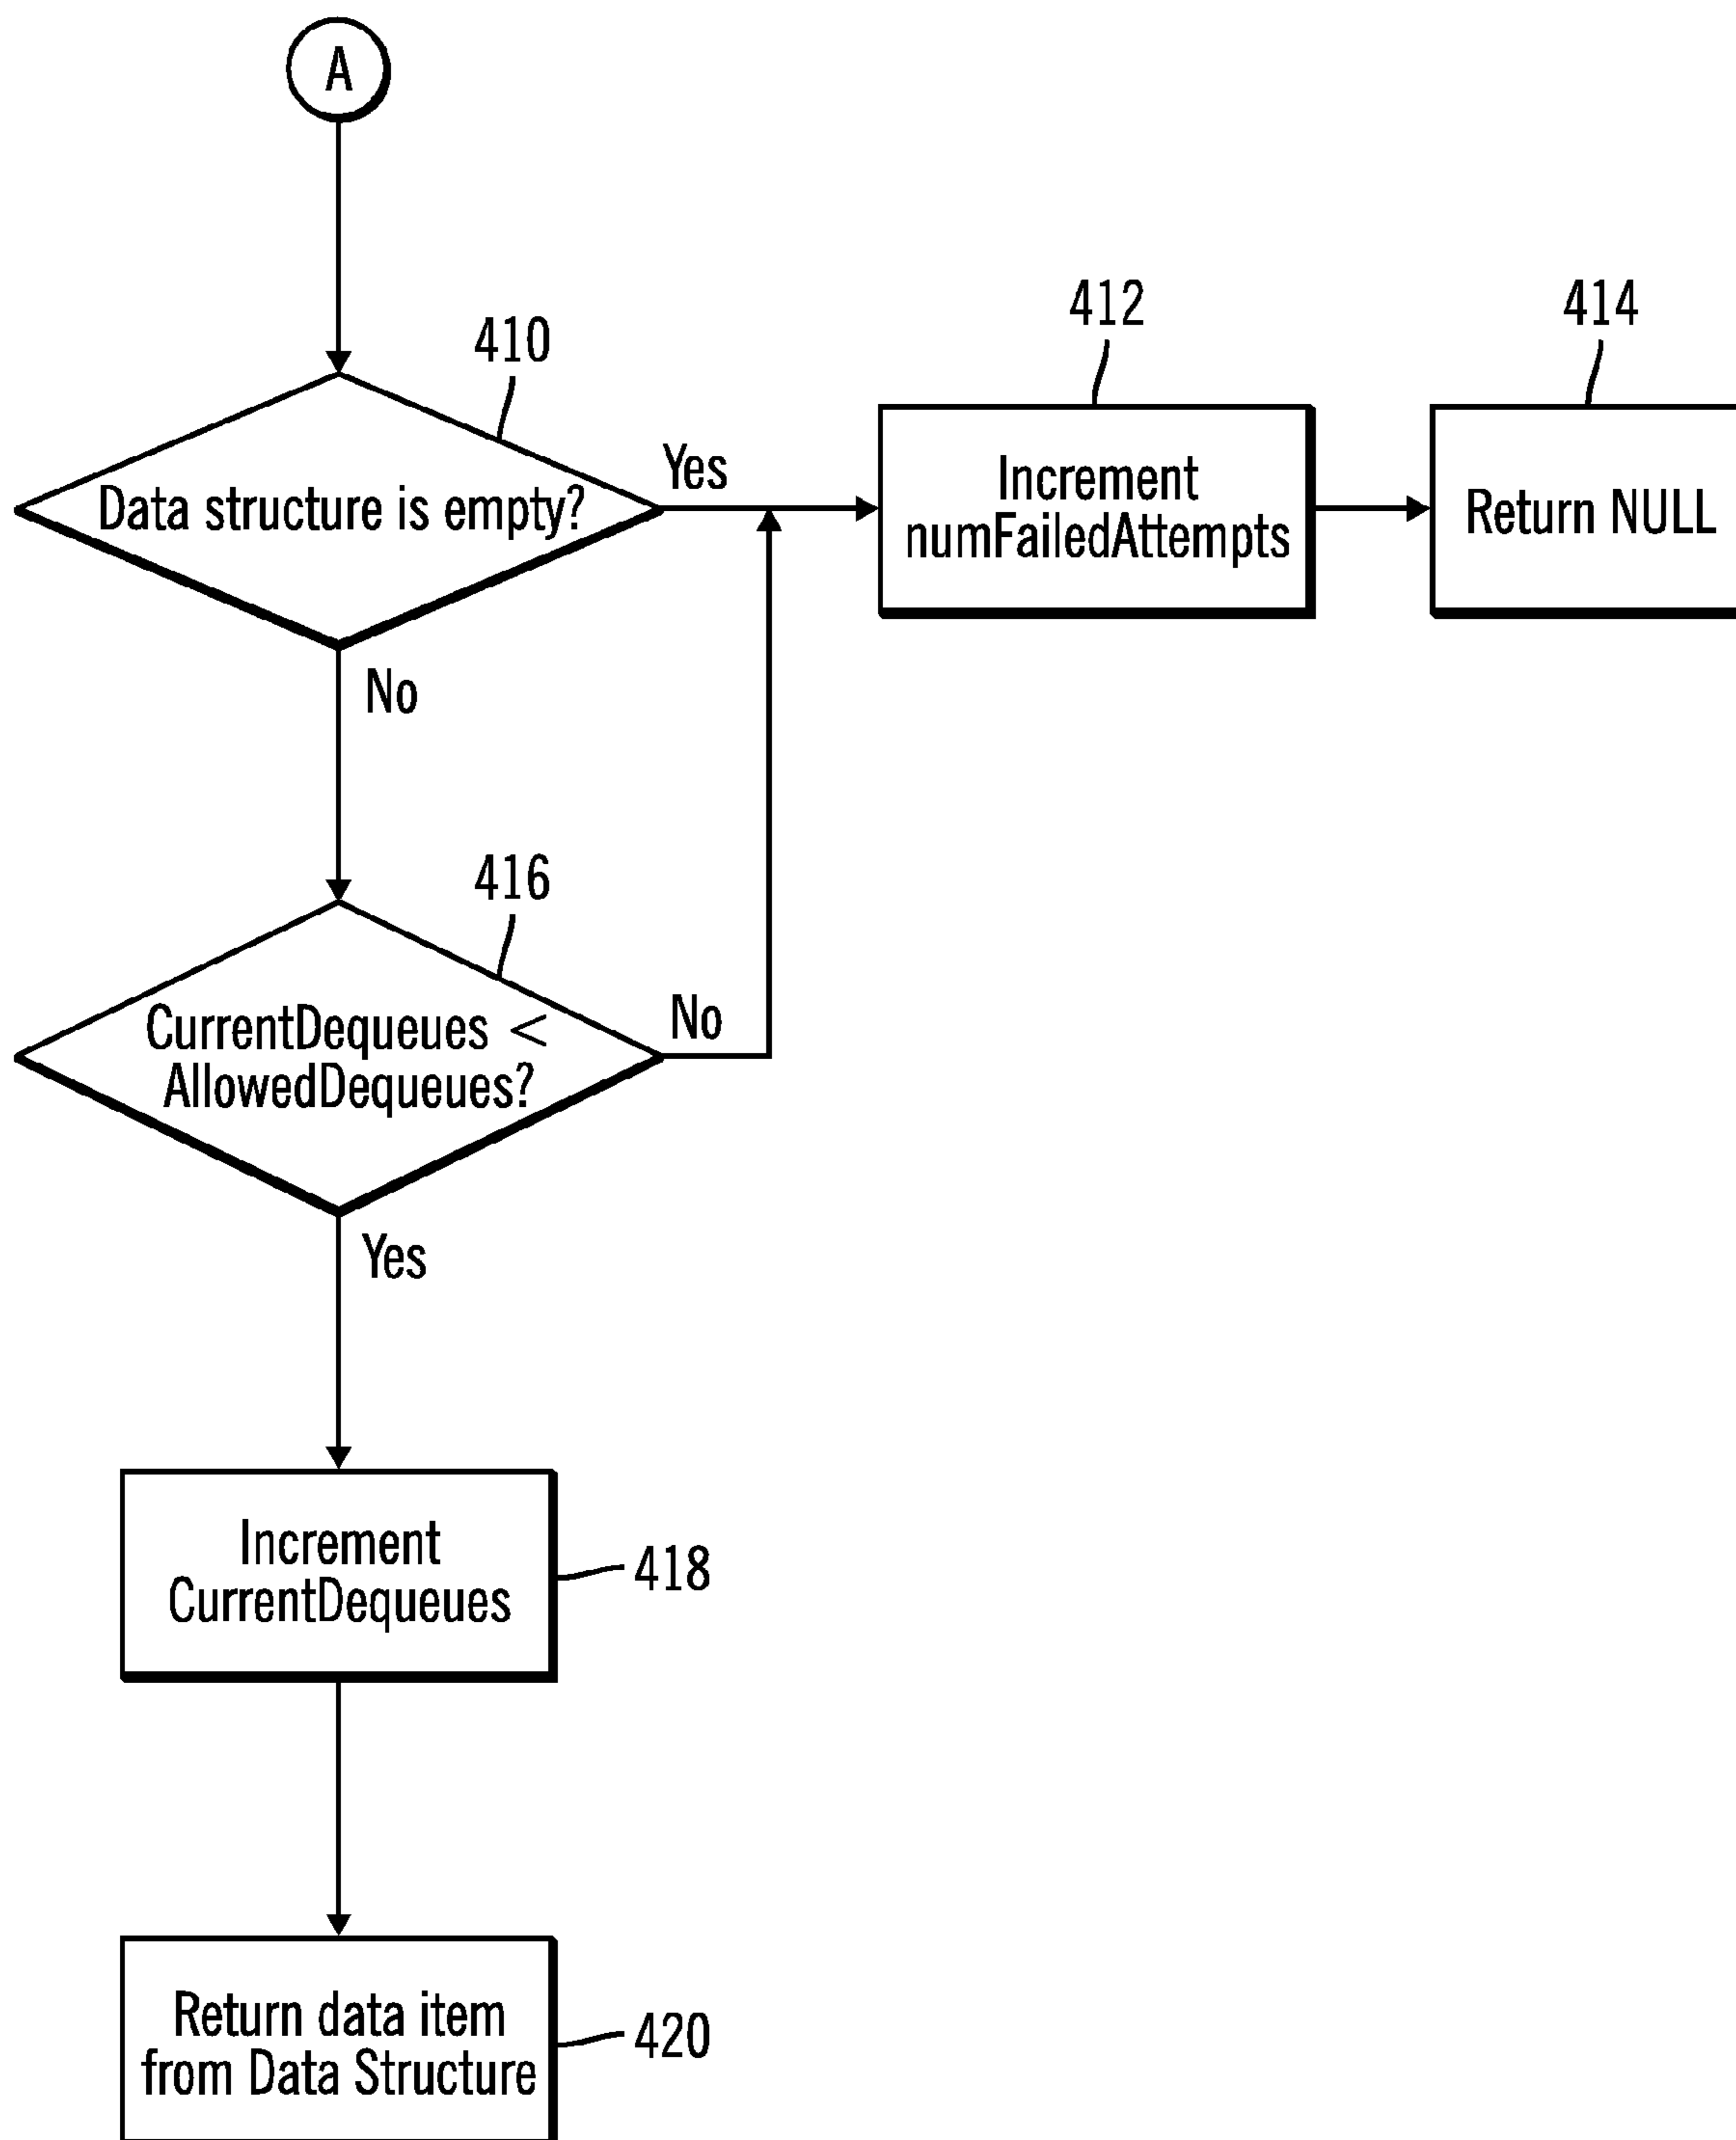 A
410
Data structure is empty?
Yes
412
Increment
numFailedAttempts
414
Return NULL
No
416
CurrentDequeues <
AllowedDequeues?
No
Yes
Increment
CurrentDequeues
418
Return data item
from Data Structure
420